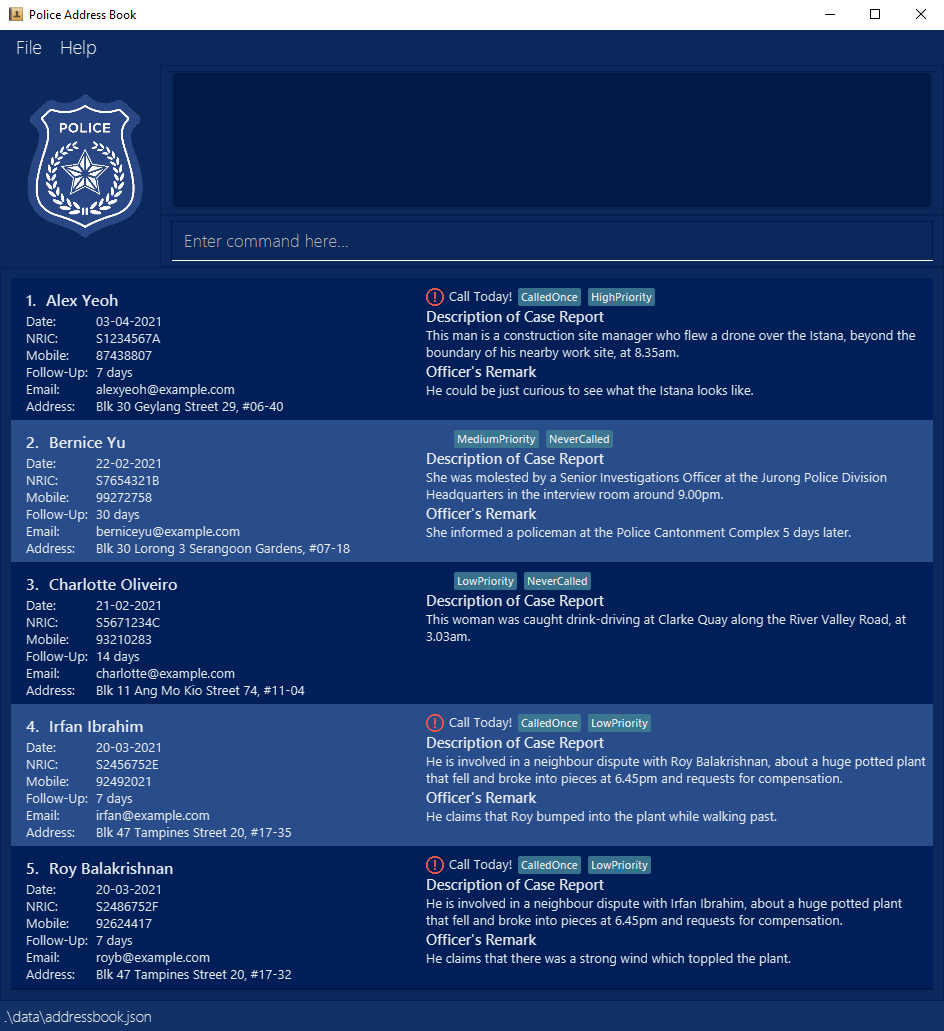 Police Address Book
File Help
POLICE
Enter command here...
1. Alex Yeoh
Date: 03-04-2021
NRIC: S1234567A
Mobile: 87438807
Follow-Up: 7 days
Email: alexyeoh@example.com
Address: Blk 30 Geylang Street 29, #06-40
Call Today! CalledOnce HighPriority
Description of Case Report
This man is a construction site manager who flew a drone over the Istana, beyond the
boundary of his nearby work site, at 8.35am.
Officer's Remark
He could be just curious to see what the Istana looks like.
2. Bernice Yu
Date: 22-02-2021
NRIC: S7654321B
Mobile: 99272758
Follow-Up: 30 days
Email: berniceyu@example.com
Address: Blk 30 Lorong 3 Serangoon Gardens, #07-18
MediumPriority NeverCalled
Description of Case Report
She was molested by a Senior Investigations Officer at the Jurong Police Division
Headquarters in the interview room around 9.00pm.
Officer's Remark
She informed a policeman at the Police Cantonment Complex 5 days later.
3. Charlotte Oliveiro
Date: 21-02-2021
NRIC: S5671234C
Mobile: 93210283
Follow-Up: 14 days
Email: charlotte@example.com
Address: Blk 11 Ang Mo Kio Street 74, #11-04
LowPriority NeverCalled
Description of Case Report
This woman was caught drink-driving at Clarke Quay along the River Valley Road, at
3.03am.
4. Irfan Ibrahim
Date: 20-03-2021
NRIC: S2456752E
Mobile: 92492021
Follow-Up: 7 days
Email: irfan@example.com
Address: Blk 47 Tampines Street 20, #17-35
Call Today! CalledOnce LowPriority
Description of Case Report
He is involved in a neighbour dispute with Roy Balakrishnan, about a huge potted plant
that fell and broke into pieces at 6.45pm and requests for compensation.
Officer's Remark
He claims that Roy bumped into the plant while walking past.
5. Roy Balakrishnan
Date: 20-03-2021
NRIC: S2486752F
Mobile: 92624417
Follow-Up: 7 days
Email: royb@example.com
Address: Blk 47 Tampines Street 20, #17-32
Call Today! CalledOnce LowPriority
Description of Case Report
He is involved in a neighbour dispute with Irfan Ibrahim, about a huge potted plant
that fell and broke into pieces at 6.45pm and requests for compensation.
Officer's Remark
He claims that there was a strong wind which toppled the plant.
.\data\addressbook.json